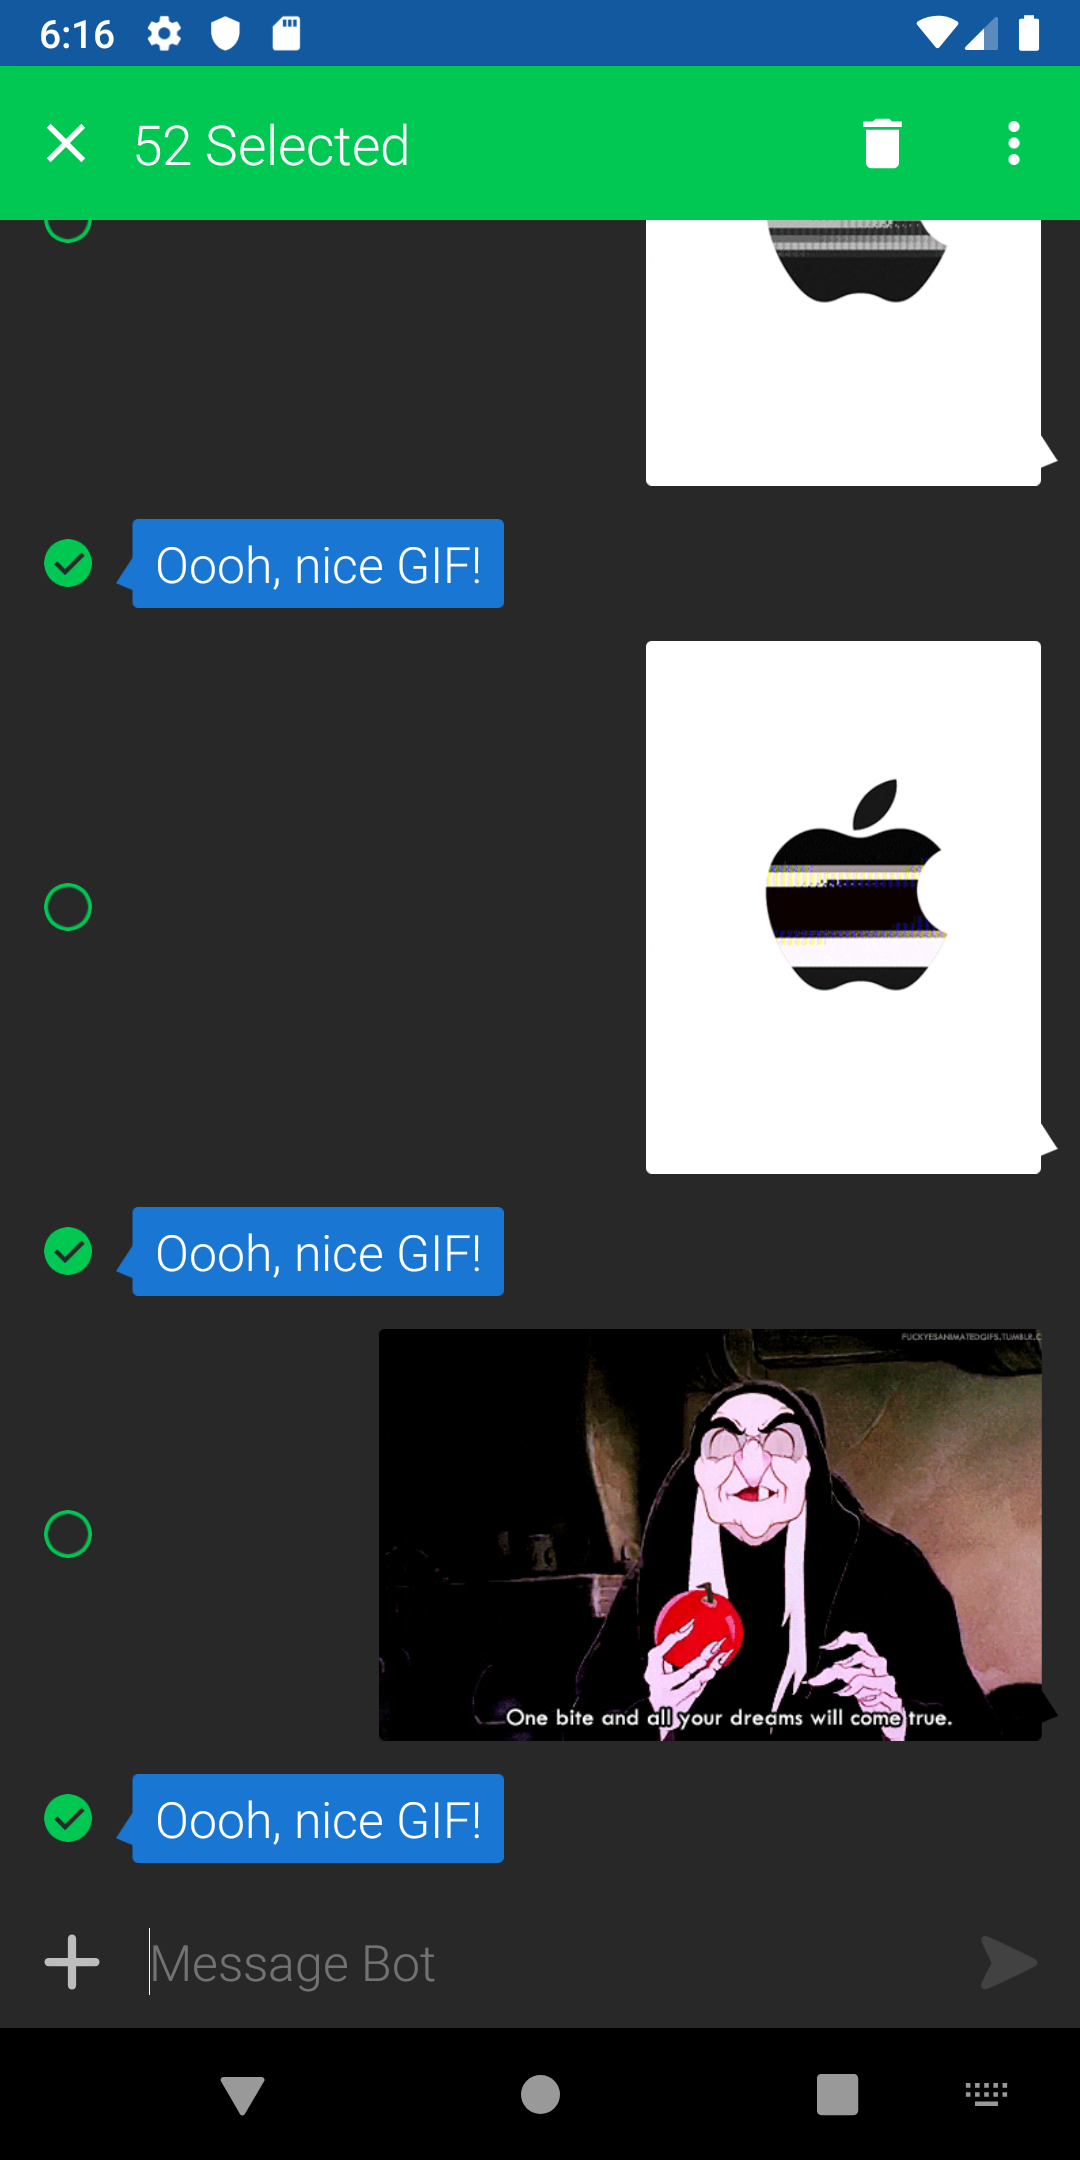 6:16
52 Selected
Oooh, nice GIF!
Oooh, nice GIF!
FUCKYESANIMATEDGIFS.TUMBLR.C
One bite and all your dreams will come true.
Oooh, nice GIF!
Message Bot